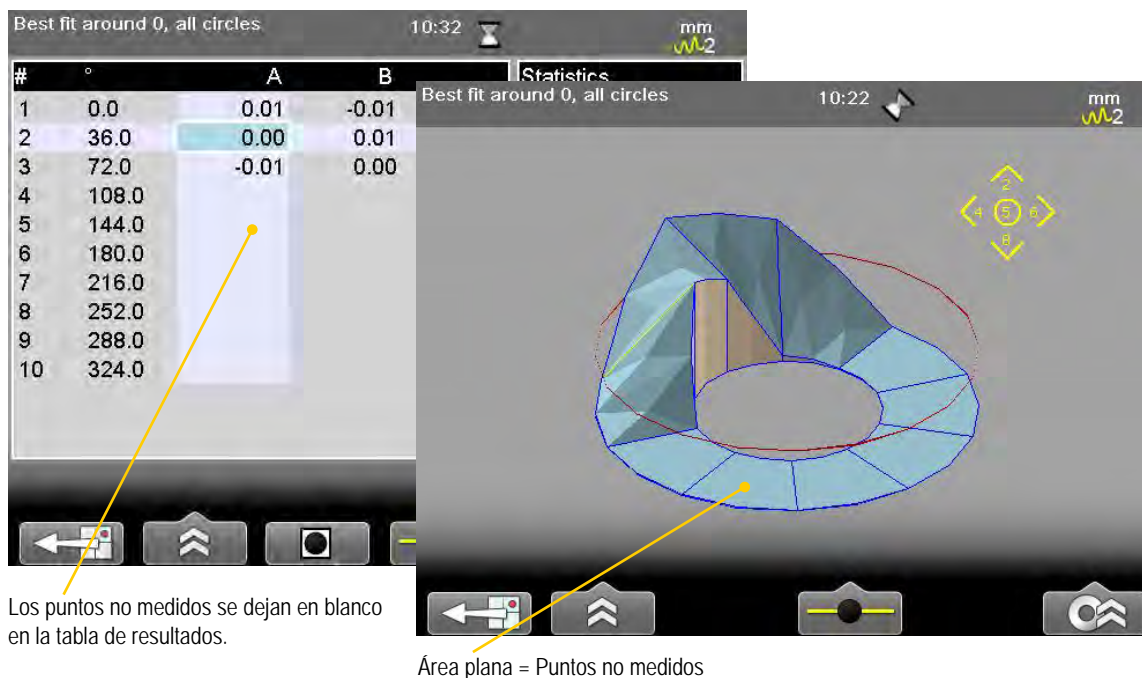 Best fit around 0, all circles 10:32 mm
2
# ° A B Statistics
1 0.0 0.01 -0.01
2 36.0 0.00 0.01
3 72.0 -0.01 0.00
4 108.0
5 144.0
6 180.0
7 216.0
8 252.0
9 288.0
10 324.0
Best fit around 0, all circles 10:22 mm
2
2
4 5 6
8
Los puntos no medidos se dejan en blanco
en la tabla de resultados.
Área plana = Puntos no medidos